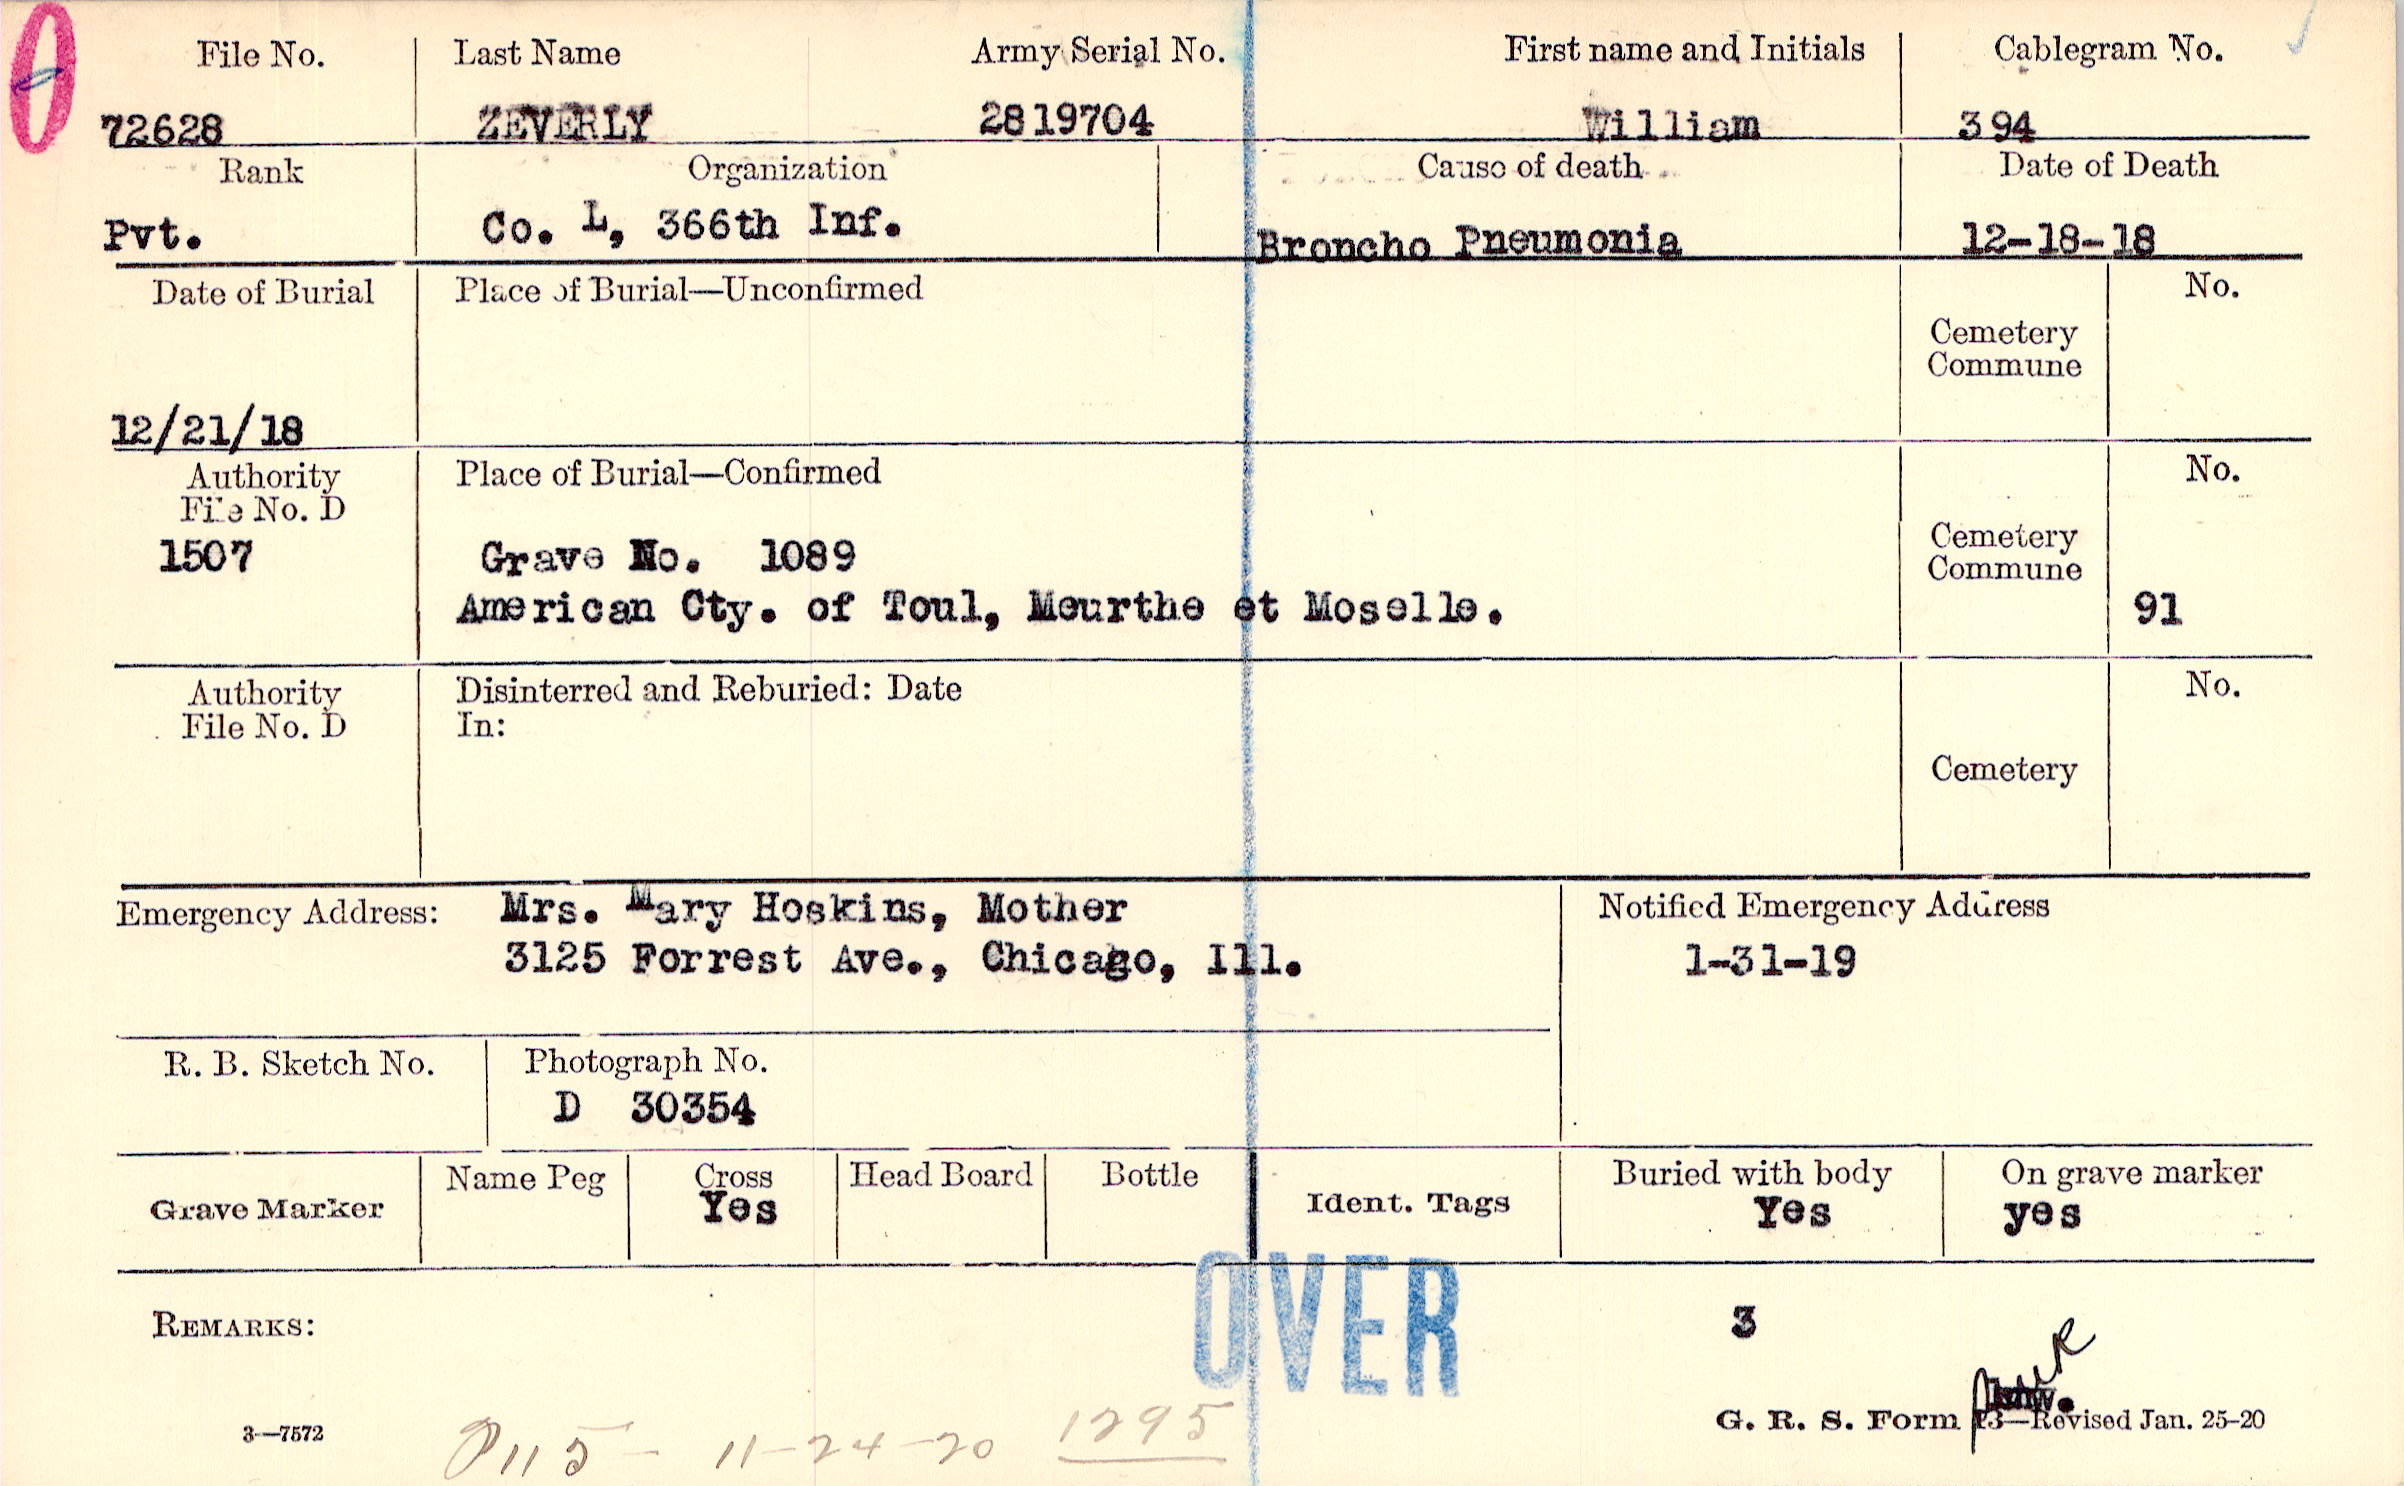 File No. Last Name Army Serial No. First name and Initials Cablegram No.
72628 ZEVERLY 2819704 William 394
Rank Organization Cause of death Date of Death
Pvt. Co. L, 366th Inf. Broncho Pneumonia 12-18-18
Date of Burial Place of Burial—Unconfirmed No.
Cemetery
Commune
12/21/18
Authority Place of Burial—Confirmed No.
File No. D
1507 Grave No. 1089 Cemetery
Commune
American Cty. of Toul, Meurthe et Moselle. 91
Authority Disinterred and Reburied: Date No.
File No. D In:
Cemetery
Emergency Address: Mrs. Mary Hoskins, Mother Notified Emergency Address
3125 Forrest Ave., Chicago, Ill. 1-31-19
R. B. Sketch No. Photograph No.
D 30354
Grave Marker Name Peg Cross Head Board Bottle Ident. Tags Buried with body On grave marker
Yes Yes yes
OVER
REMARKS: 3
3—7572 G. R. S. Form 13—Revised Jan. 25-20
P115 - 11-24-20 1295